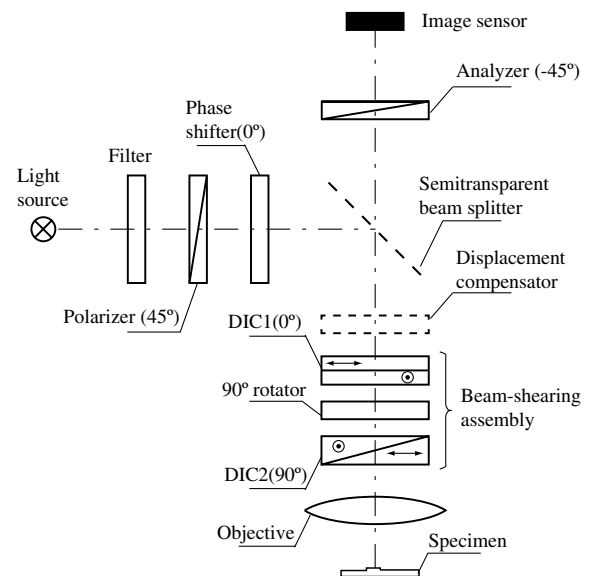 Image sensor
Analyzer (-45º)
Phase
shifter(0º)
Filter
Light
source
Semitransparent
beam splitter
Displacement
compensator
Polarizer (45º)
DIC1(0º)
90º rotator
Beam-shearing
assembly
DIC2(90º)
Objective
Specimen